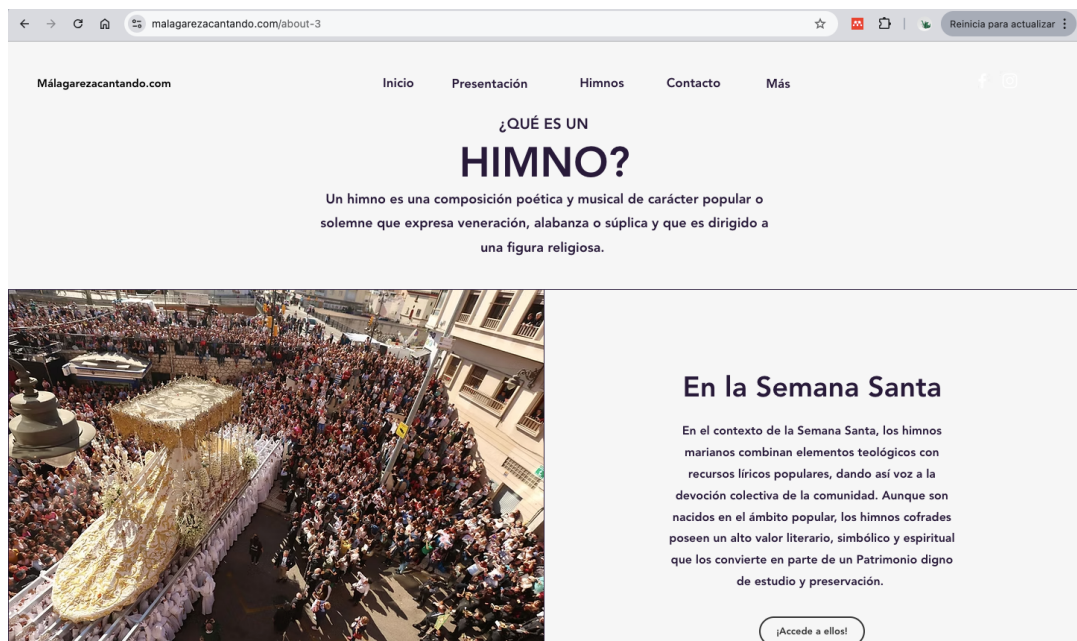 malagarezacantando.com/about-3
Reinicia para actualizar
Málagarezacantando.com
Inicio
Presentación
Himnos
Contacto
Más
¿QUÉ ES UN
HIMNO?
Un himno es una composición poética y musical de carácter popular o
solemne que expresa veneración, alabanza o súplica y que es dirigido a
una figura religiosa.
En la Semana Santa
En el contexto de la Semana Santa, los himnos
marianos combinan elementos teológicos con
recursos líricos populares, dando así voz a la
devoción colectiva de la comunidad. Aunque son
nacidos en el ámbito popular, los himnos cofrades
poseen un alto valor literario, simbólico y espiritual
que los convierte en parte de un Patrimonio digno
de estudio y preservación.
¡Accede a ellos!